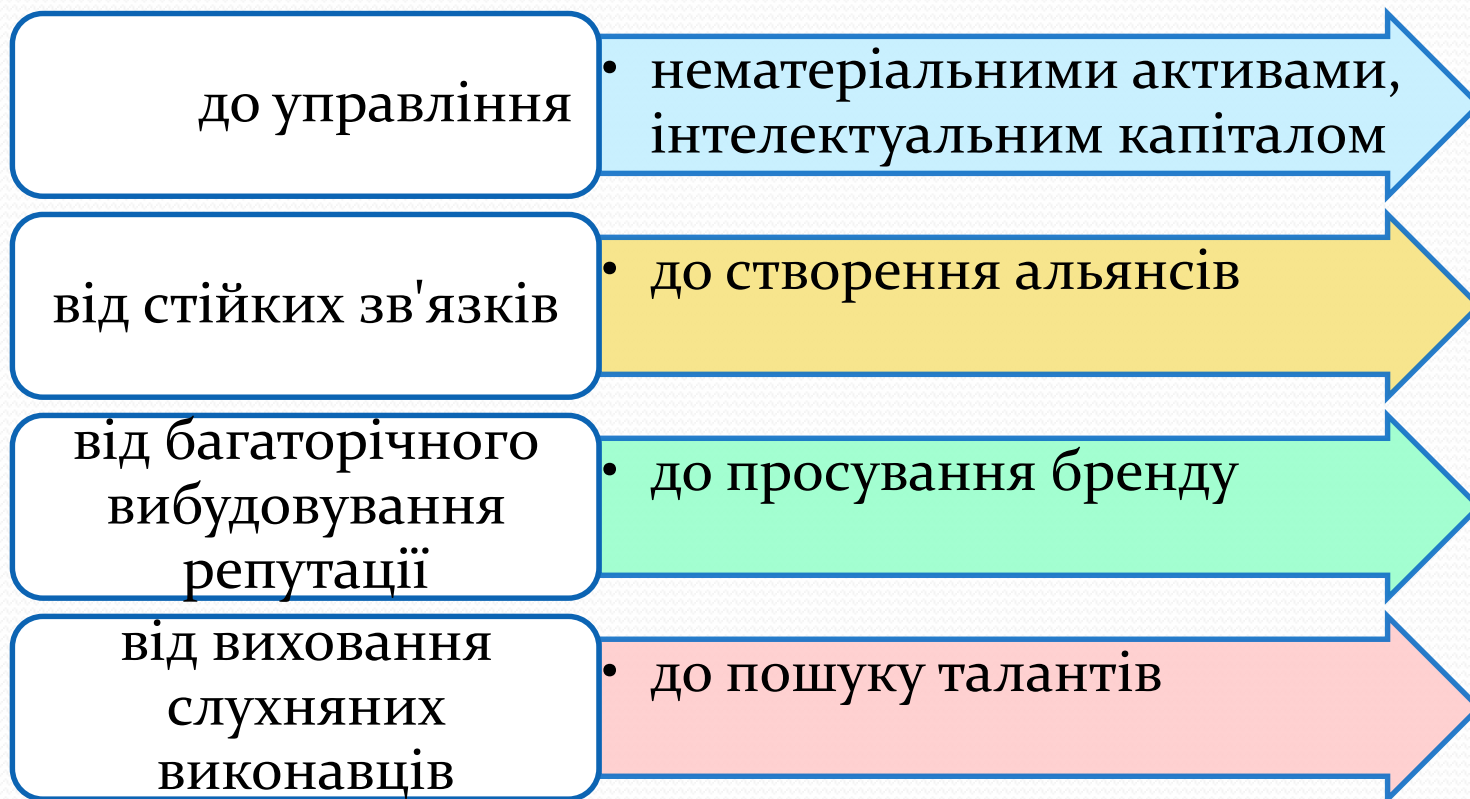 до управління
• нематеріальними активами,
інтелектуальним капіталом
від стійких зв'язків
• до створення альянсів
від багаторічного
вибудовування
репутації
• до просування бренду
від виховання
слухняних
виконавців
• до пошуку талантів